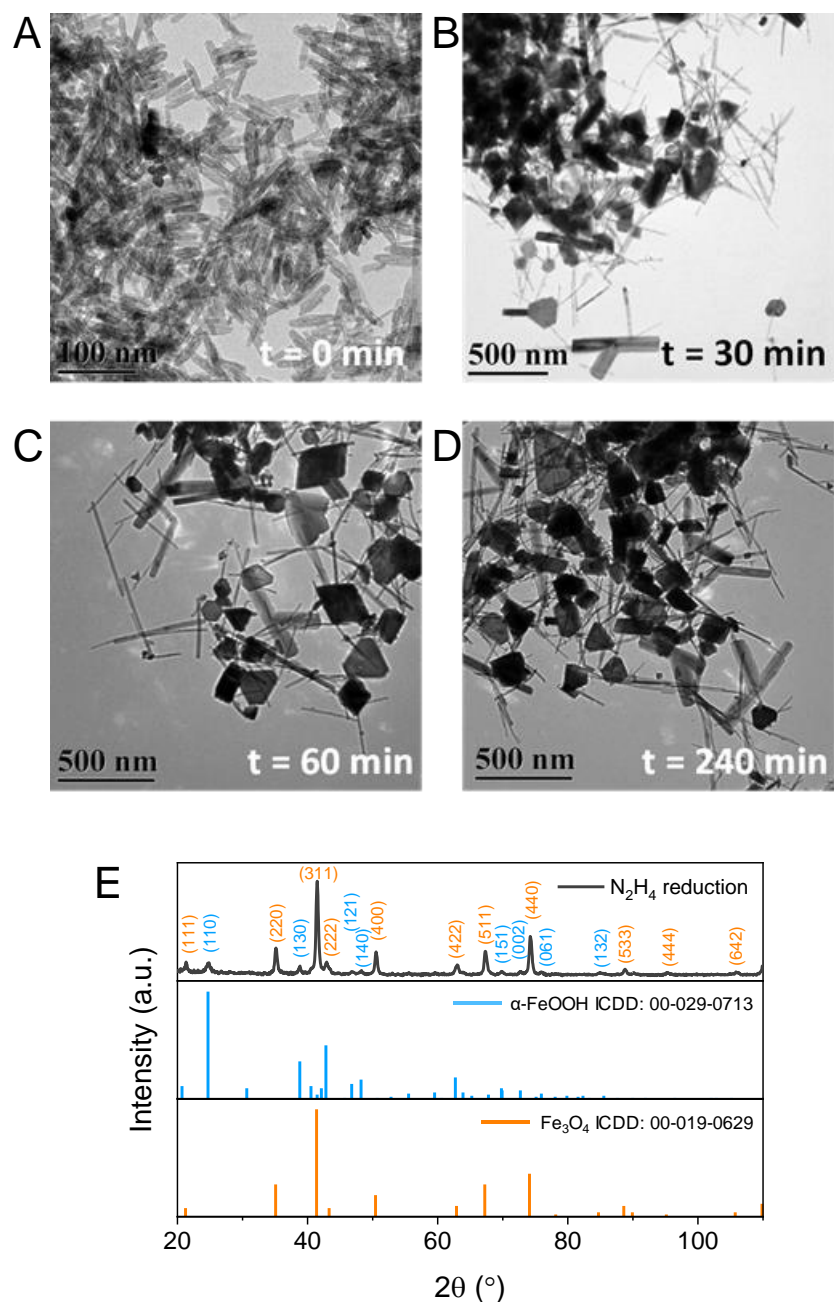 A
100 nm
t = 0 min
B
500 nm
t = 30 min
C
500 nm
t = 60 min
D
500 nm
t = 240 min
E
Intensity (a.u.)
N₂H₄ reduction
(111)
(110)
(220)
(130)
(311)
(222)
(121)
(140)
(400)
(422)
(511)
(151)
(002)
(440)
(061)
(132)
(533)
(444)
(642)
α-FeOOH ICDD: 00-029-0713
Fe₃O₄ ICDD: 00-019-0629
20 40 60 80 100
2θ (°)